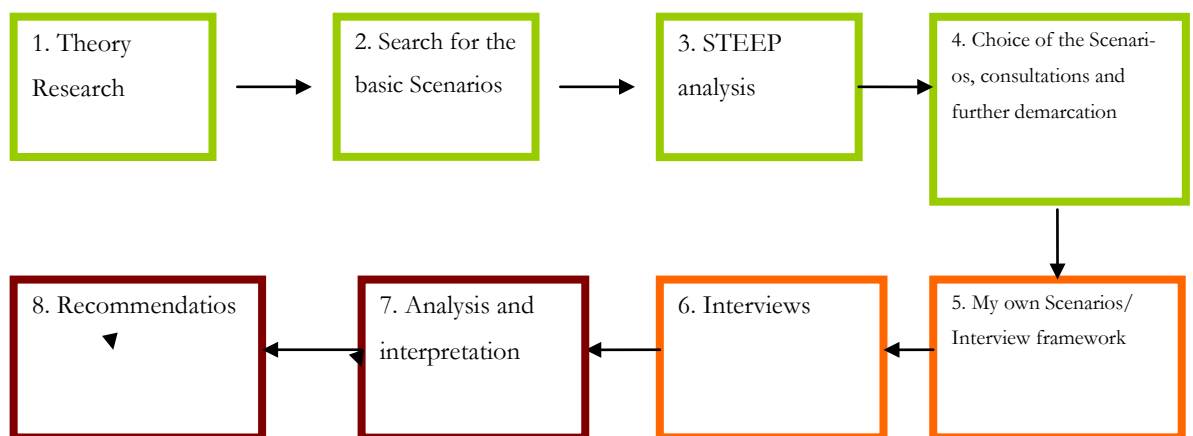 1. Theory
Research
2. Search for the
basic Scenarios
3. STEEP
analysis
4. Choice of the Scenari-
os, consultations and
further demarcation
5. My own Scenarios/
Interview framework
6. Interviews
7. Analysis and
interpretation
8. Recommendatios